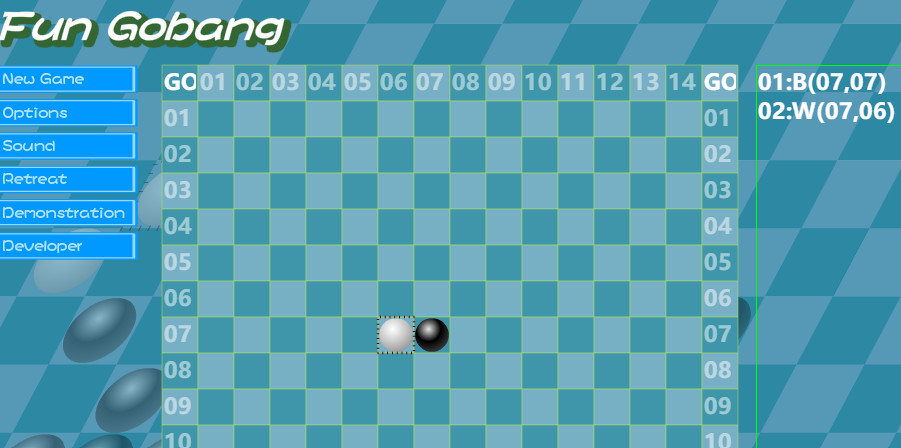 Fun Gobang
New Game
Options
Sound
Retreat
Demonstration
Developer
GO 01 02 03 04 05 06 07 08 09 10 11 12 13 14 GO
01 01
02 02
03 03
04 04
05 05
06 06
07 07
08 08
09 09
10 10
01:B(07,07)
02:W(07,06)